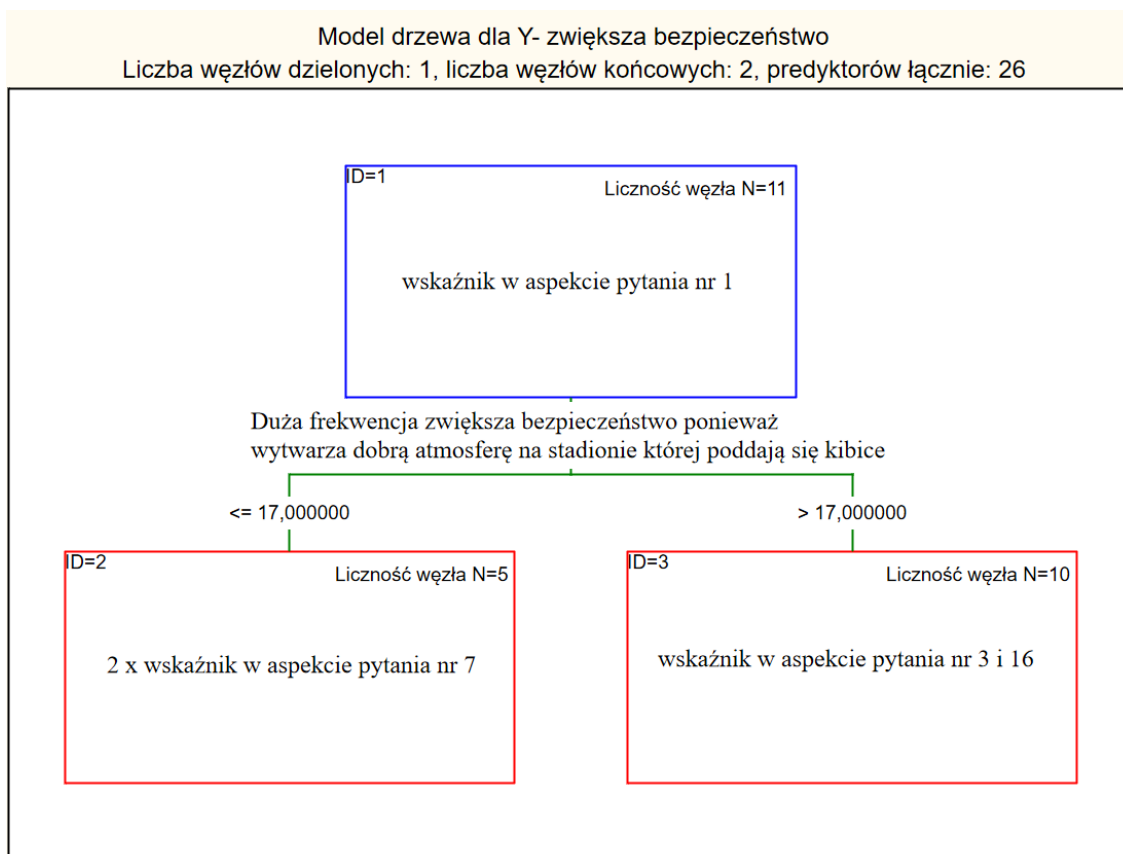 Model drzewa dla Y- zwiększa bezpieczeństwo
Liczba węzłów dzielonych: 1, liczba węzłów końcowych: 2, predyktorów łącznie: 26
ID=1
Liczność węzła N=11
wskaźnik w aspekcie pytania nr 1
Duża frekwencja zwiększa bezpieczeństwo ponieważ
wytwarza dobrą atmosferę na stadionie której poddają się kibice
<= 17,000000
> 17,000000
ID=2
Liczność węzła N=5
2 x wskaźnik w aspekcie pytania nr 7
ID=3
Liczność węzła N=10
wskaźnik w aspekcie pytania nr 3 i 16